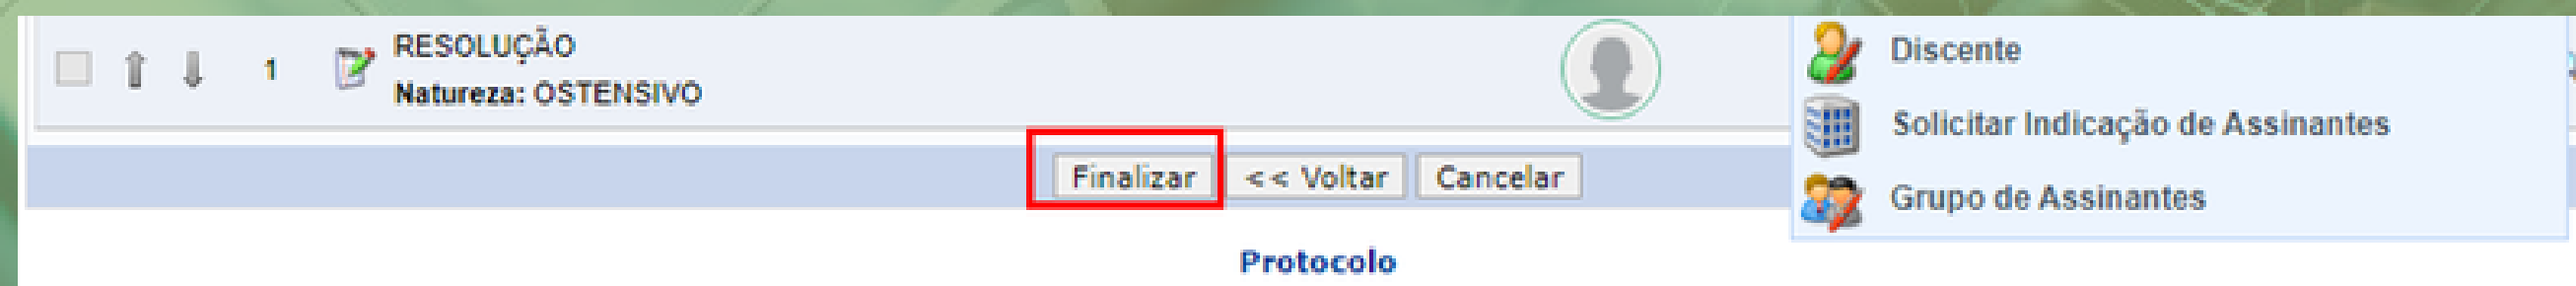 1
RESOLUÇÃO
Natureza: OSTENSIVO
Discente
Solicitar Indicação de Assinantes
Grupo de Assinantes
Finalizar << Voltar Cancelar
Protocolo